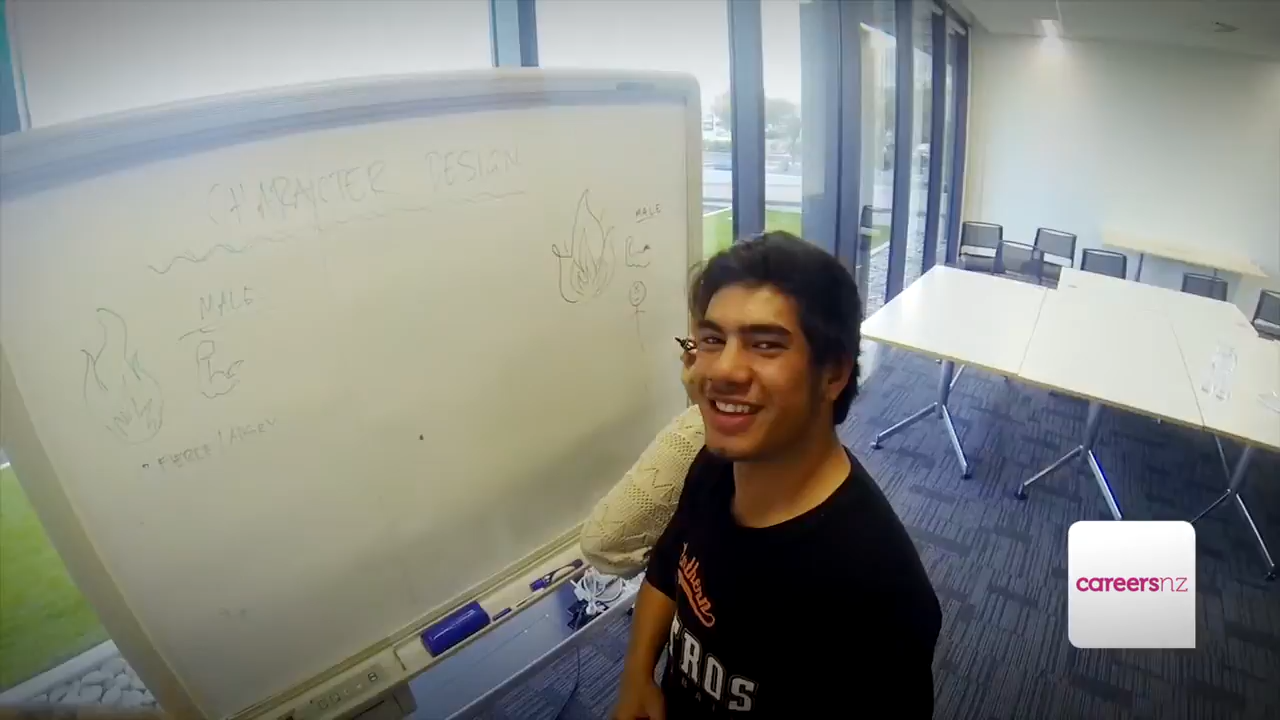 CHARACTER DESIGN
MALE
MALE
• FIERCE / ANGRY
careersnz